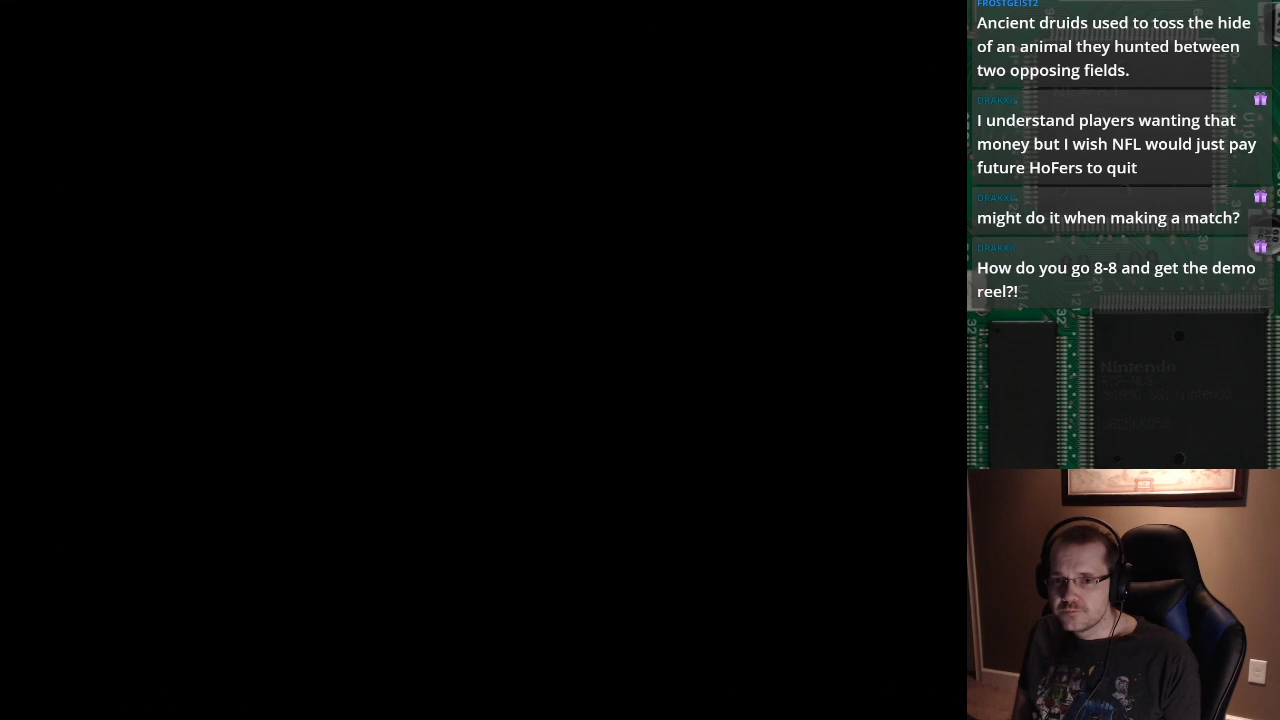 FROSTGEIST2
Ancient druids used to toss the hide
of an animal they hunted between
two opposing fields.
I understand players wanting that
money but I wish NFL would just pay
future HoFers to quit
might do it when making a match?
How do you go 8-8 and get the demo
reel?!
Nintendo